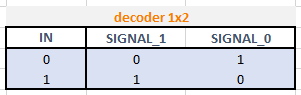 decoder 1x2
IN SIGNAL_1 SIGNAL_0
0 0 1
1 1 0